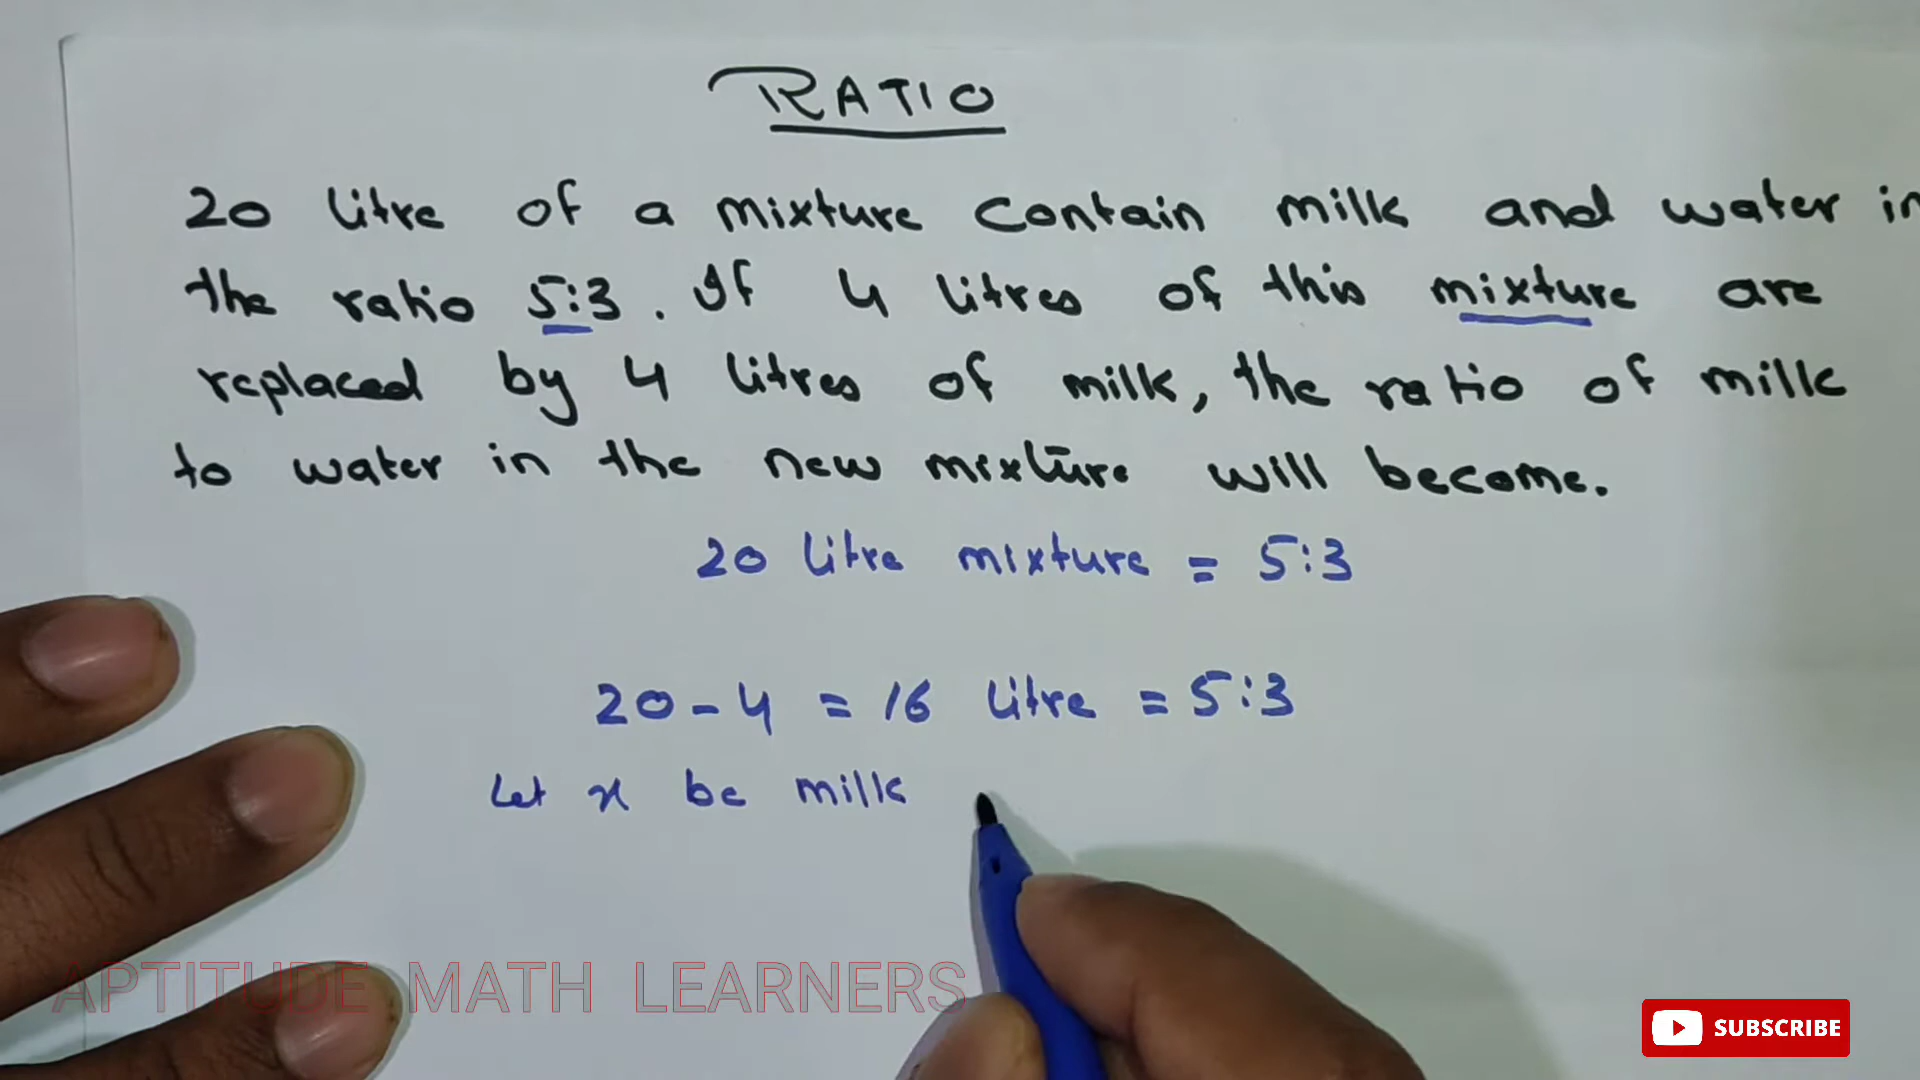 RATIO
20 litre of a mixture contain milk and water in
the ratio 5:3. If 4 litres of this mixture are
replaced by 4 litres of milk, the ratio of milk
to water in the new mixture will become.
20 litre mixture = 5:3
20-4 = 16 litre = 5:3
Let x be milk
APTITUDE MATH LEARNERS
SUBSCRIBE